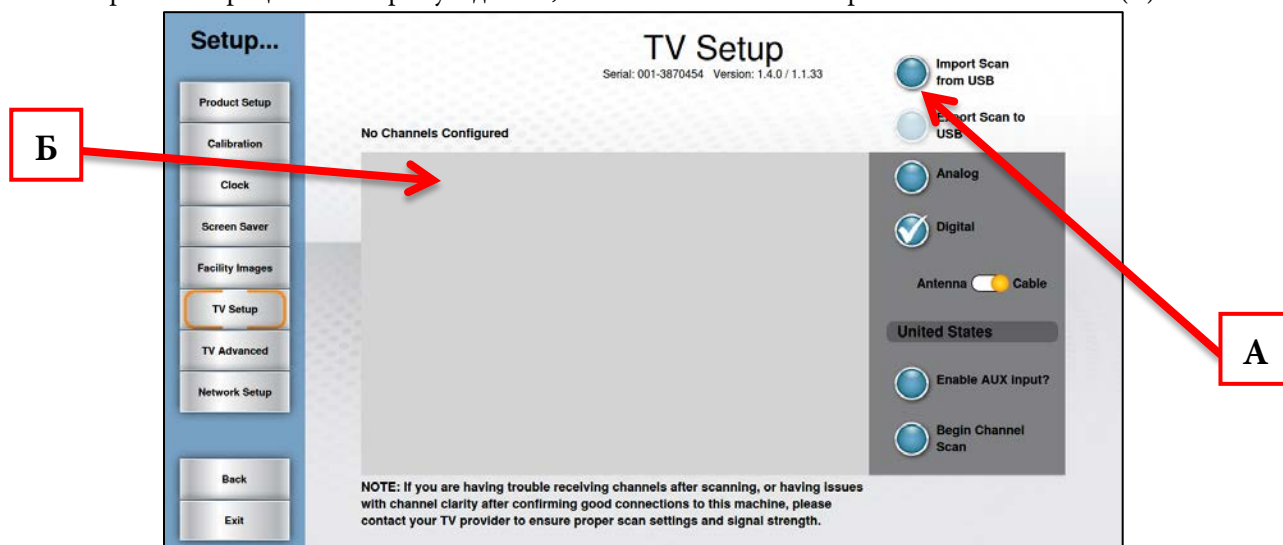 Setup...
TV Setup
Serial: 001-3870454 Version: 1.4.0 / 1.1.33
Import Scan
from USB
Export Scan to
USB
Product Setup
Calibration
Clock
Screen Saver
Facility Images
TV Setup
TV Advanced
Network Setup
Back
Exit
Б
No Channels Configured
Analog
Digital
Antenna Cable
United States
Enable AUX input?
Begin Channel
Scan
А
NOTE: If you are having trouble receiving channels after scanning, or having issues
with channel clarity after confirming good connections to this machine, please
contact your TV provider to ensure proper scan settings and signal strength.